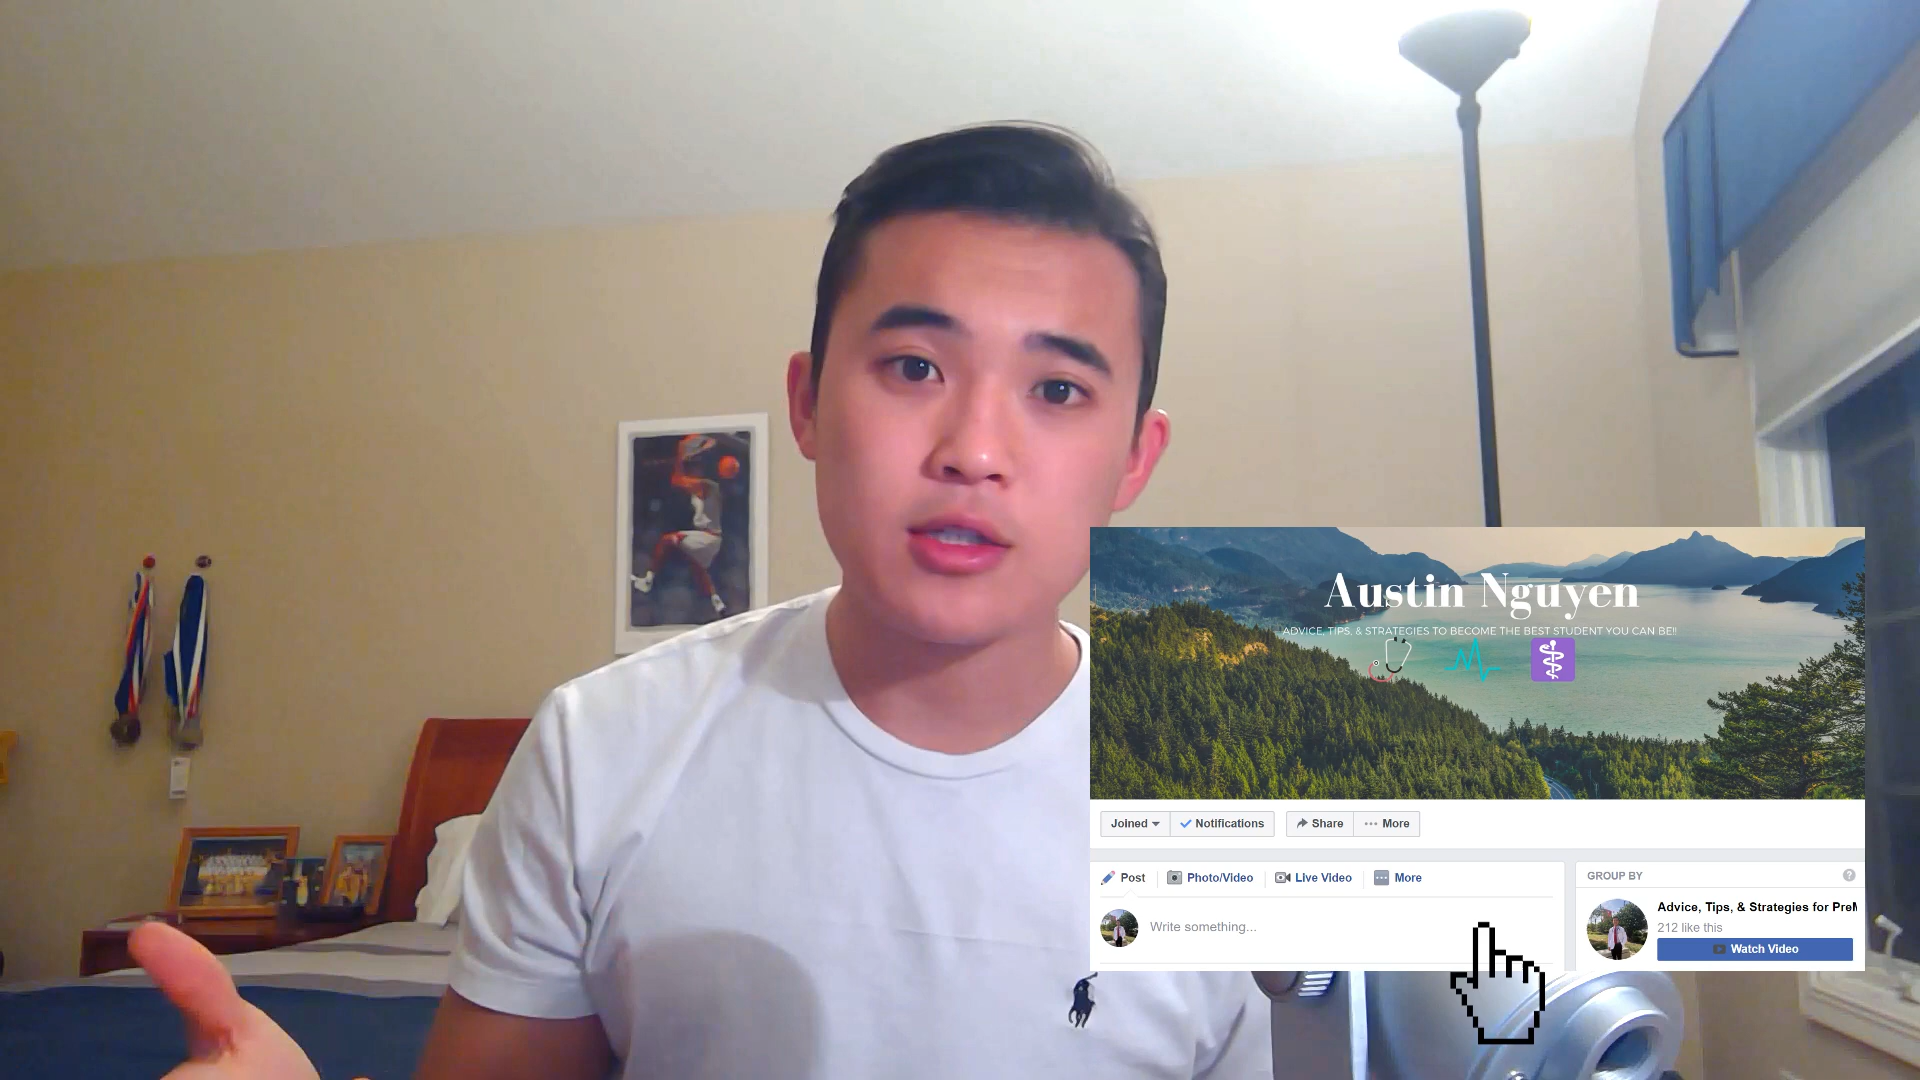 Austin Nguyen
ADVICE, TIPS, & STRATEGIES TO BECOME THE BEST STUDENT YOU CAN BE!!
Joined Notifications Share More
Post Photo/Video Live Video More
Write something...
GROUP BY
Advice, Tips, & Strategies for Pre
212 like this
Watch Video